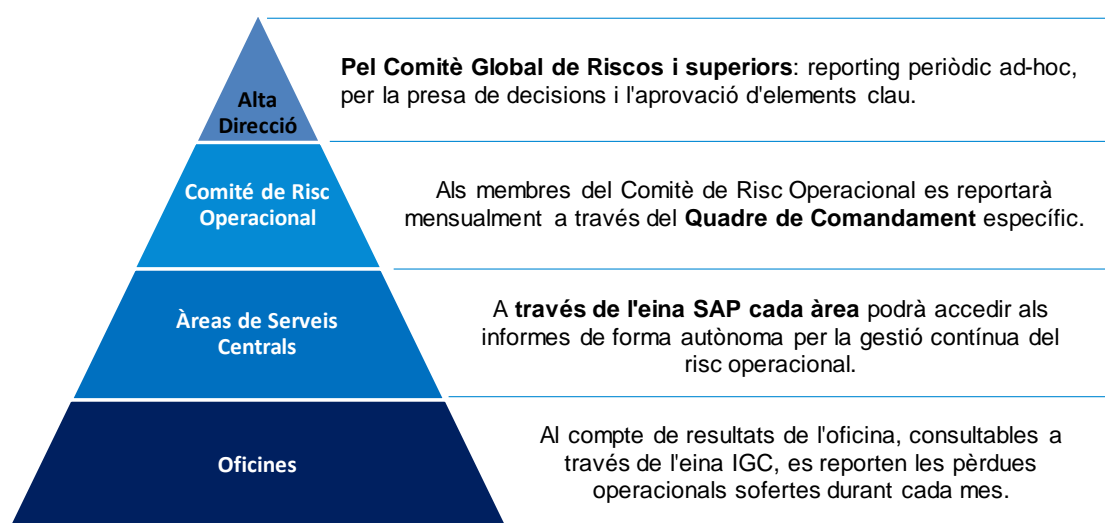 Alta
Direcció
Pel Comitè Global de Riscos i superiors: reporting periòdic ad-hoc,
per la presa de decisions i l'aprovació d'elements clau.
Comité de Risc
Operacional
Als membres del Comitè de Risc Operacional es reportarà
mensualment a través del Quadre de Comandament específic.
Àreas de Serveis
Centrals
A través de l'eina SAP cada àrea podrà accedir als
informes de forma autònoma per la gestió contínua del
risc operacional.
Oficines
Al compte de resultats de l'oficina, consultables a
través de l'eina IGC, es reporten les pèrdues
operacionals sofertes durant cada mes.